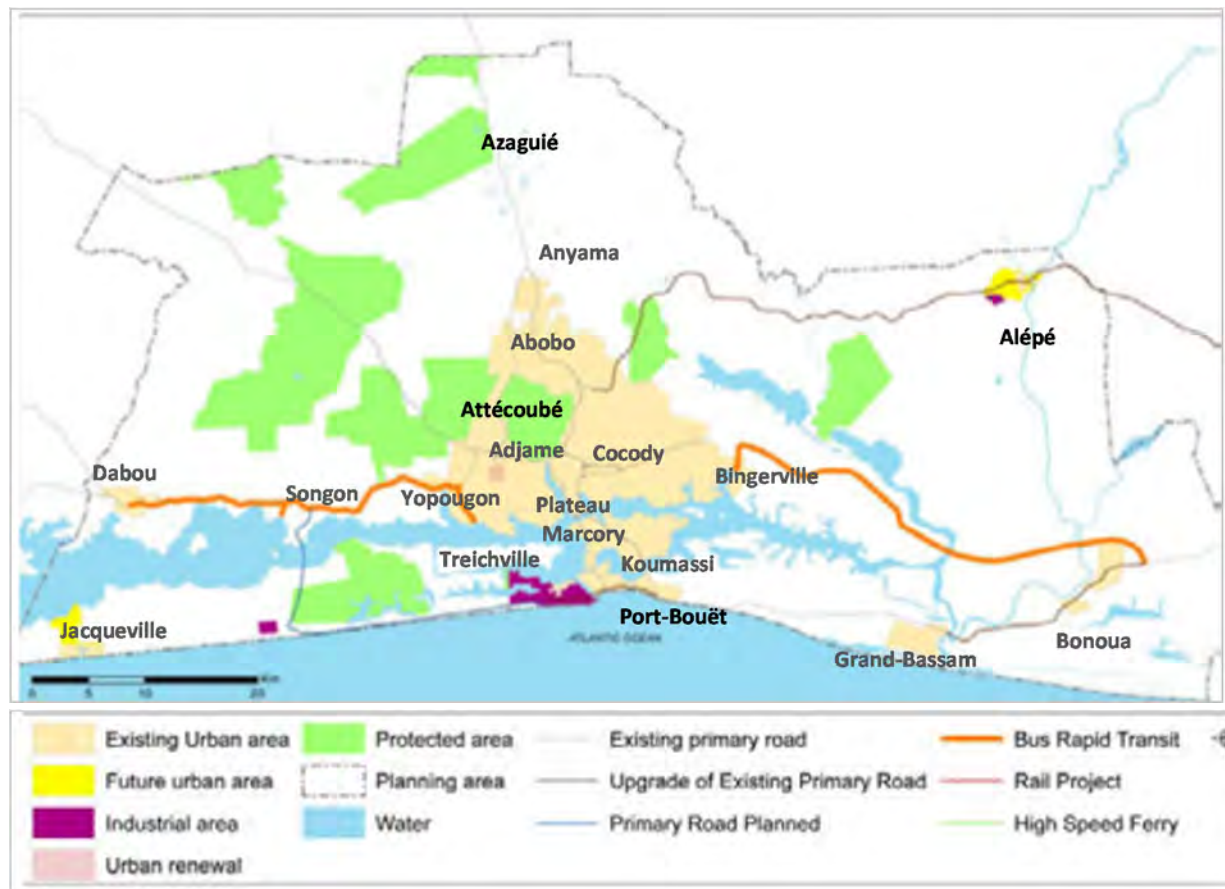 Azaguié
Anyama
Abobo
Alépé
Attécoubé
Adjame
Cocody
Dabou
Bingerville
Songon
Yopougon
Plateau
Marcory
Treichville
Koumassi
Port-Bouët
ATLANTIC OCEAN
Jacqueville
Grand-Bassam
Bonoua
0 5 10 20
Existing Urban area
Protected area
Existing primary road
Bus Rapid Transit
Future urban area
Planning area
Upgrade of Existing Primary Road
Rail Project
Industrial area
Water
Primary Road Planned
High Speed Ferry
Urban renewal